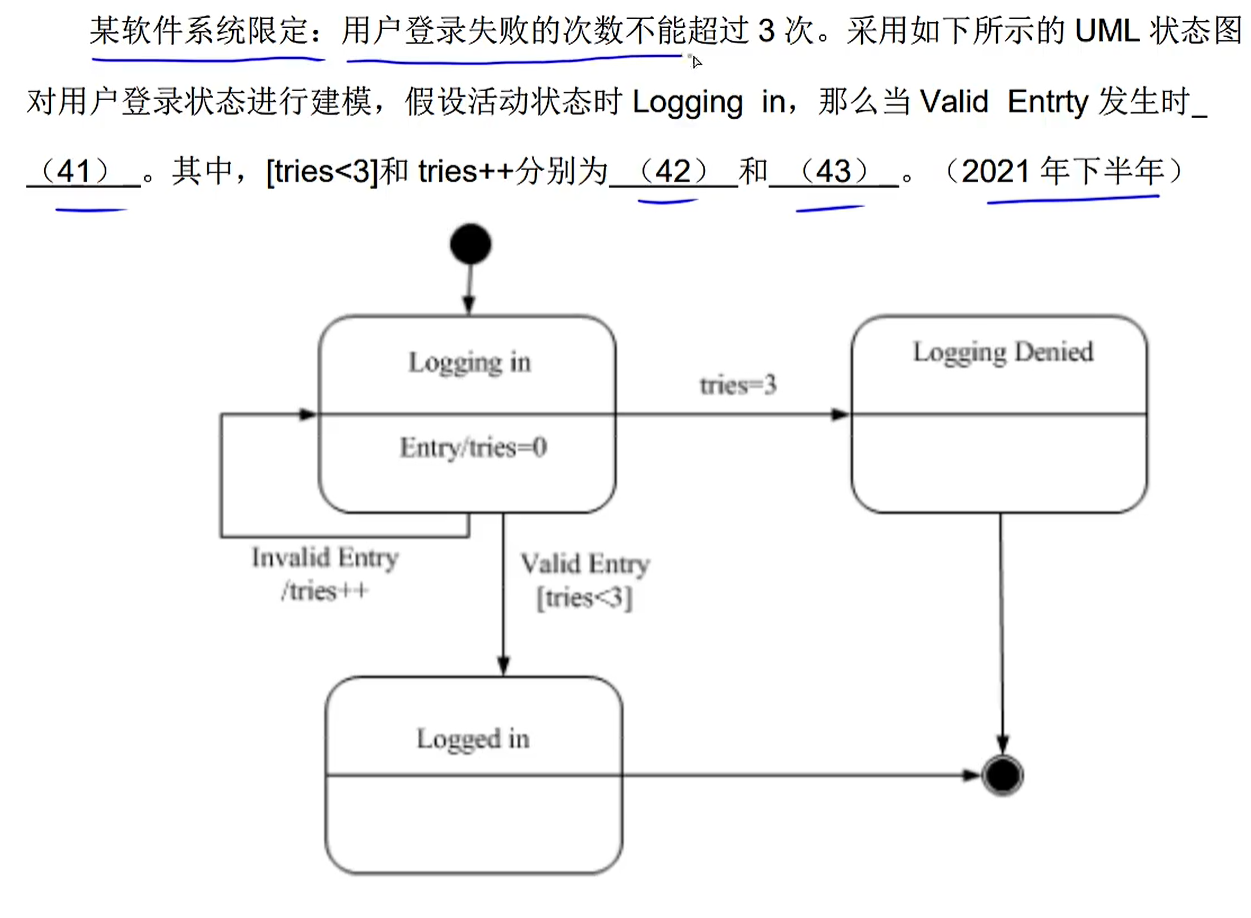 某软件系统限定：用户登录失败的次数不能超过 3 次。采用如下所示的 UML 状态图
对用户登录状态进行建模，假设活动状态时 Logging in，那么当 Valid Entrty 发生时_
_（41）_。其中，[tries<3]和 tries++分别为_（42）_和_（43）_。（2021 年下半年）
Logging in
Entry/tries=0
tries=3
Logging Denied
Invalid Entry
/tries++
Valid Entry
[tries<3]
Logged in